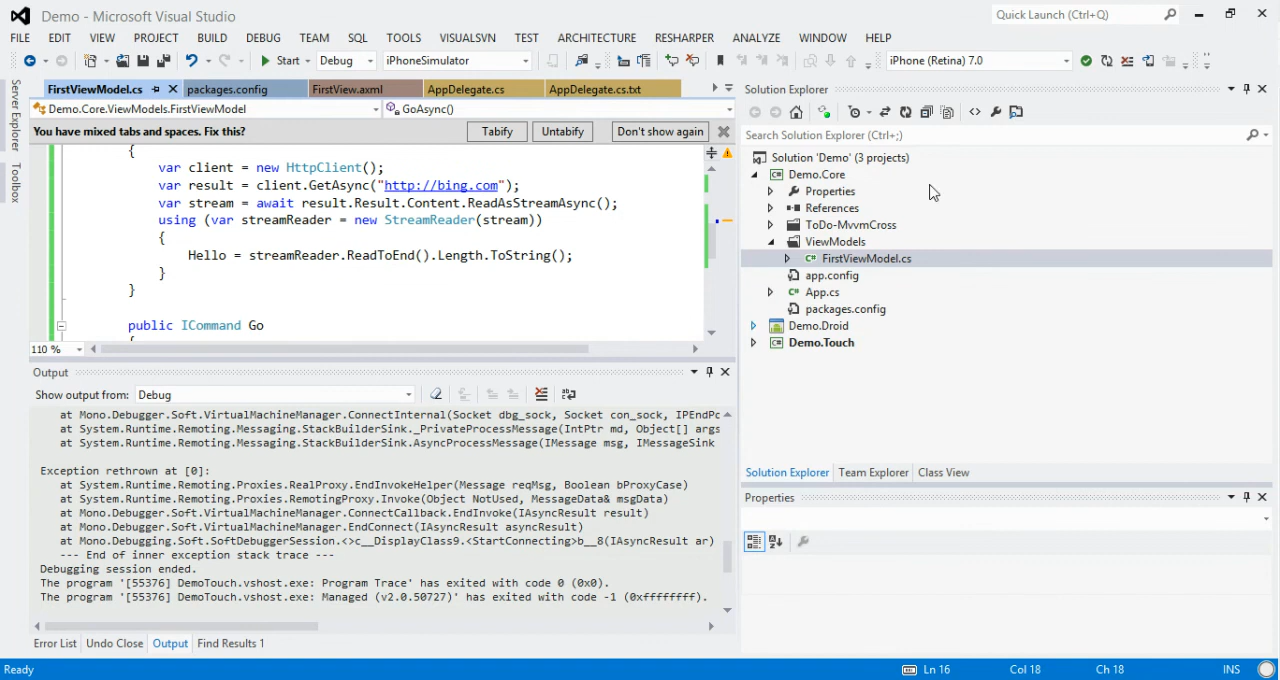 Demo - Microsoft Visual Studio
Quick Launch (Ctrl+Q)
FILE EDIT VIEW PROJECT BUILD DEBUG TEAM SQL TOOLS VISUALSVN TEST ARCHITECTURE RESHARPER ANALYZE WINDOW HELP
Start Debug iPhoneSimulator iPhone (Retina) 7.0
Server Explorer
Toolbox
FirstViewModel.cs packages.config FirstView.axml AppDelegate.cs AppDelegate.cs.txt
Demo.Core.ViewModels.FirstViewModel GoAsync()
You have mixed tabs and spaces. Fix this? Tabify Untabify Don't show again
{
var client = new HttpClient();
var result = client.GetAsync("http://bing.com");
var stream = await result.Result.Content.ReadAsStreamAsync();
using (var streamReader = new StreamReader(stream))
{
Hello = streamReader.ReadToEnd().Length.ToString();
}
}
public ICommand Go
{
110 %
Output
Show output from: Debug
at Mono.Debugger.Soft.VirtualMachineManager.ConnectInternal(Socket dbg_sock, Socket con_sock, IPEndPo
at System.Runtime.Remoting.Messaging.StackBuilderSink._PrivateProcessMessage(IntPtr md, Object[] args
at System.Runtime.Remoting.Messaging.StackBuilderSink.AsyncProcessMessage(IMessage msg, IMessageSink
Exception rethrown at [0]:
at System.Runtime.Remoting.Proxies.RealProxy.EndInvokeHelper(Message reqMsg, Boolean bProxyCase)
at System.Runtime.Remoting.Proxies.RemotingProxy.Invoke(Object NotUsed, MessageData& msgData)
at Mono.Debugger.Soft.VirtualMachineManager.ConnectCallback.EndInvoke(IAsyncResult result)
at Mono.Debugger.Soft.VirtualMachineManager.EndConnect(IAsyncResult asyncResult)
at Mono.Debugging.Soft.SoftDebuggerSession.<>c__DisplayClass9.<StartConnecting>b__8(IAsyncResult ar)
--- End of inner exception stack trace ---
Debugging session ended.
The program '[55376] DemoTouch.vshost.exe: Program Trace' has exited with code 0 (0x0).
The program '[55376] DemoTouch.vshost.exe: Managed (v2.0.50727)' has exited with code -1 (0xffffffff).
Error List Undo Close Output Find Results 1
Solution Explorer
Search Solution Explorer (Ctrl+;)
Solution 'Demo' (3 projects)
Demo.Core
Properties
References
ToDo-MvvmCross
ViewModels
FirstViewModel.cs
app.config
App.cs
packages.config
Demo.Droid
Demo.Touch
Solution Explorer Team Explorer Class View
Properties
Ready Ln 16 Col 18 Ch 18 INS